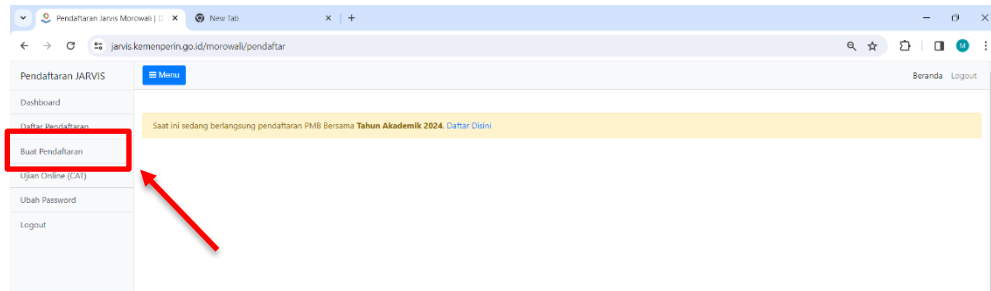 Pendaftaran Jarvis Morowali | D
New Tab
jarvis.kemenperin.go.id/morowali/pendaftar
M
Pendaftaran JARVIS
Menu
Beranda Logout
Dashboard
Daftar Pendaftaran
Saat ini sedang berlangsung pendaftaran PMB Bersama Tahun Akademik 2024. Daftar Disini
Buat Pendaftaran
Ujian Online (CAT)
Ubah Password
Logout